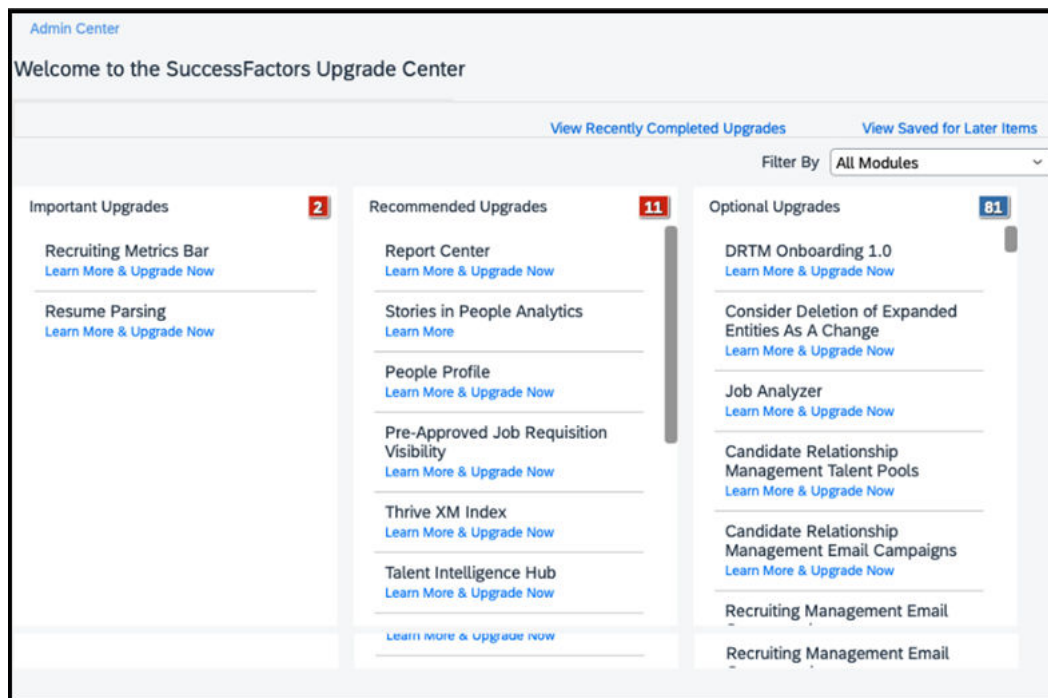 Admin Center
Welcome to the SuccessFactors Upgrade Center
View Recently Completed Upgrades
View Saved for Later Items
Filter By
All Modules
Important Upgrades
2
Recruiting Metrics Bar
Learn More & Upgrade Now
Resume Parsing
Learn More & Upgrade Now
Recommended Upgrades
11
Report Center
Learn More & Upgrade Now
Stories in People Analytics
Learn More
People Profile
Learn More & Upgrade Now
Pre-Approved Job Requisition
Visibility
Learn More & Upgrade Now
Thrive XM Index
Learn More & Upgrade Now
Talent Intelligence Hub
Learn More & Upgrade Now
Learn More & Upgrade Now
Optional Upgrades
81
DRTM Onboarding 1.0
Learn More & Upgrade Now
Consider Deletion of Expanded
Entities As A Change
Learn More & Upgrade Now
Job Analyzer
Learn More & Upgrade Now
Candidate Relationship
Management Talent Pools
Learn More & Upgrade Now
Candidate Relationship
Management Email Campaigns
Learn More & Upgrade Now
Recruiting Management Email
Recruiting Management Email